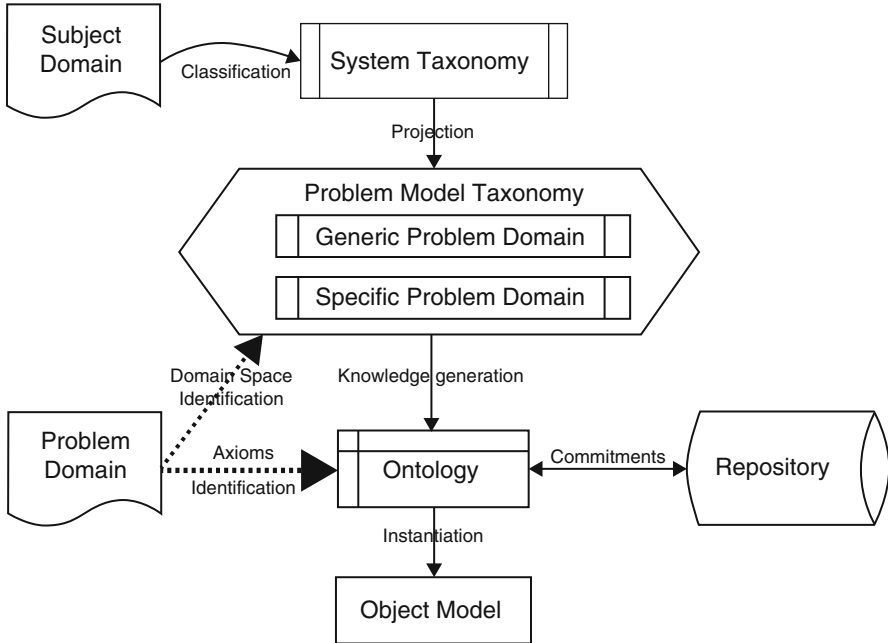 Subject
Domain
Classification
System Taxonomy
Projection
Problem Model Taxonomy
Generic Problem Domain
Specific Problem Domain
Domain Space
Identification
Knowledge generation
Problem
Domain
Axioms
Identification
Ontology
Commitments
Repository
Instantiation
Object Model